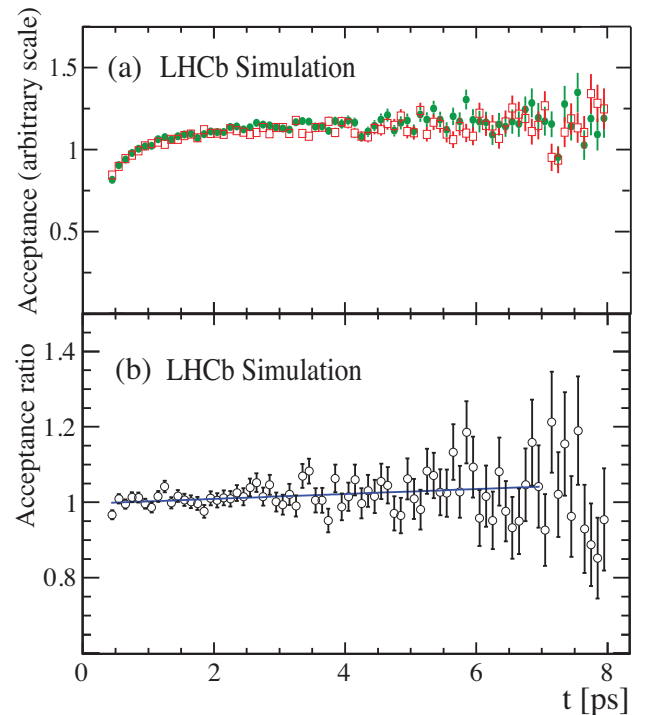 Acceptance (arbitrary scale)
(a) LHCb Simulation
1.5
1
0.5
Acceptance ratio
(b) LHCb Simulation
1.4
1.2
1.0
0.8
0 2 4 6 8
t [ps]